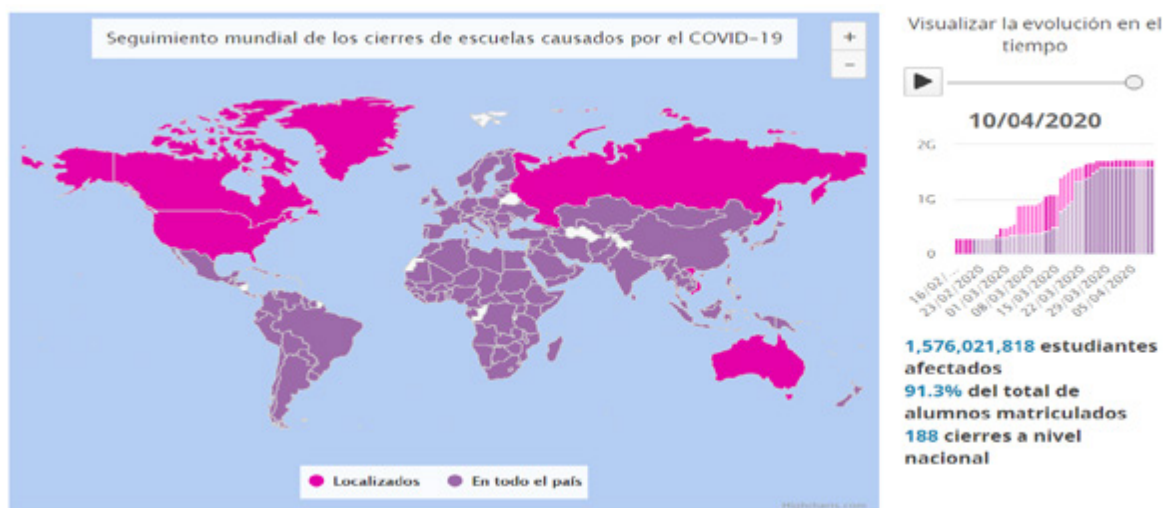 Seguimiento mundial de los cierres de escuelas causados por el COVID-19
+
−
Localizados
En todo el país
Highcharts.com
Visualizar la evolución en el
tiempo
10/04/2020
2G
1G
0
16/02/...
23/02/2020
01/03/2020
08/03/2020
15/03/2020
22/03/2020
29/03/2020
05/04/2020
1,576,021,818 estudiantes
afectados
91.3% del total de
alumnos matriculados
188 cierres a nivel
nacional